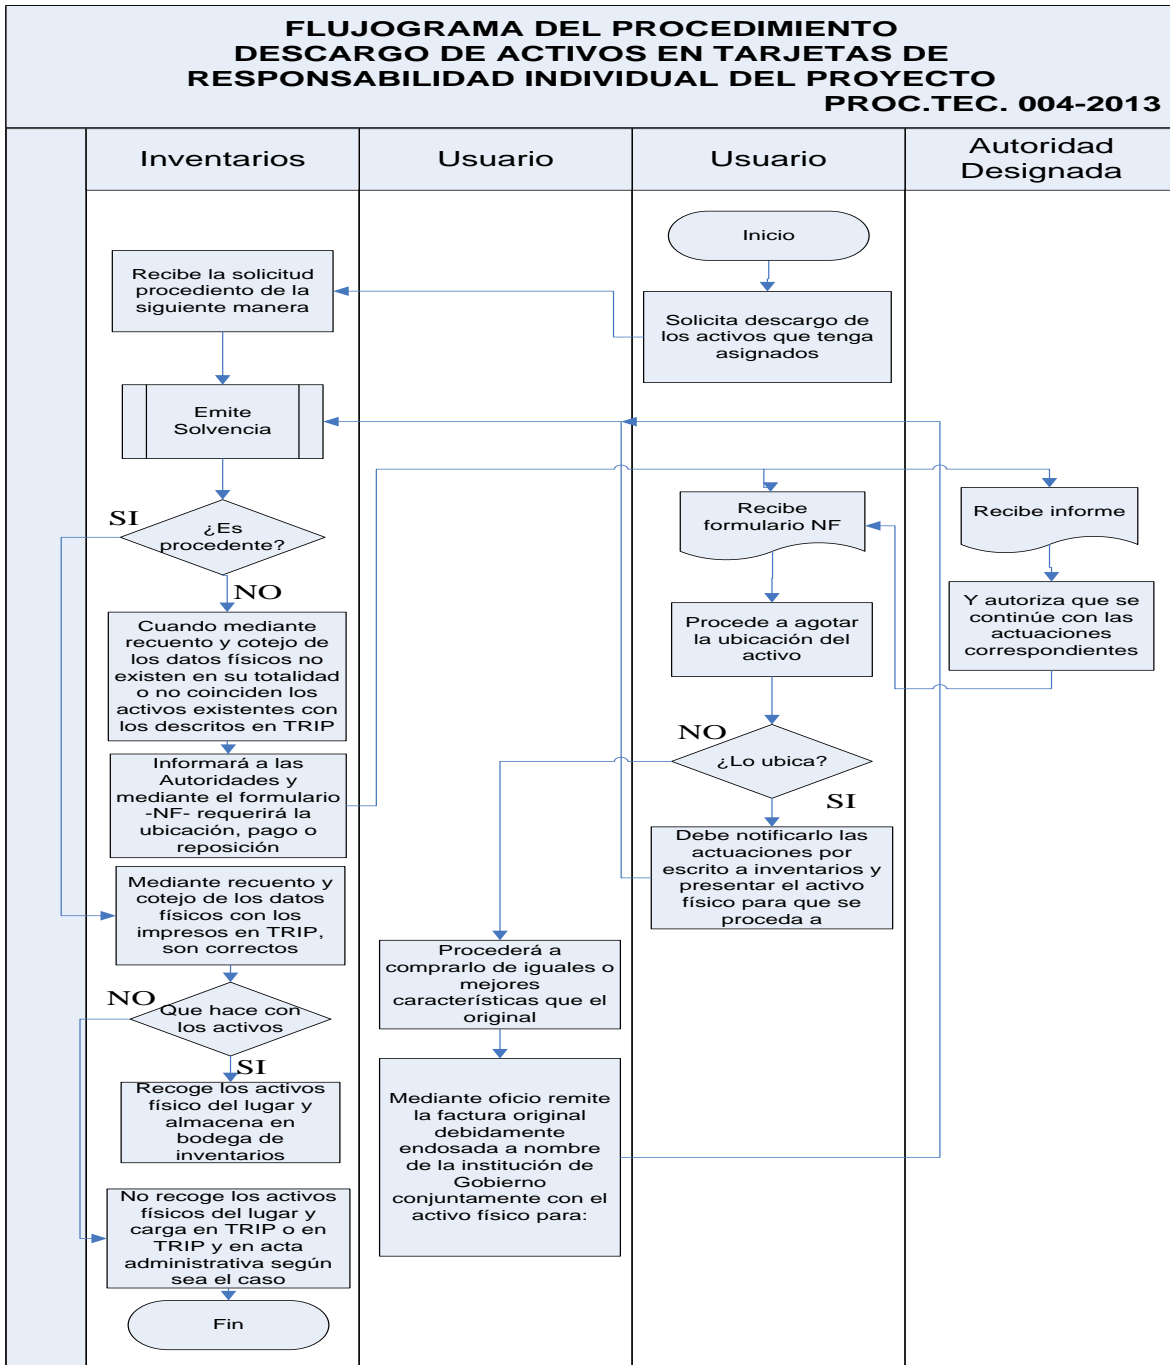 FLUJOGRAMA DEL PROCEDIMIENTO
DESCARGO DE ACTIVOS EN TARJETAS DE
RESPONSABILIDAD INDIVIDUAL DEL PROYECTO
PROC.TEC. 004-2013
Inventarios
Usuario
Usuario
Autoridad
Designada
Inicio
Recibe la solicitud
procediento de la
siguiente manera
Solicita descargo de
los activos que tenga
asignados
Emite
Solvencia
SI
¿Es
procedente?
NO
Recibe
formulario NF
Recibe informe
Y autoriza que se
continúe con las
actuaciones
correspondientes
Cuando mediante
recuento y cotejo de
los datos físicos no
existen en su totalidad
o no coinciden los
activos existentes con
los descritos en TRIP
Procede a agotar
la ubicación del
activo
NO
¿Lo ubica?
SI
Informará a las
Autoridades y
mediante el formulario
-NF- requerirá la
ubicación, pago o
reposición
Debe notificarlo las
actuaciones por
escrito a inventarios y
presentar el activo
físico para que se
proceda a
Mediante recuento y
cotejo de los datos
físicos con los
impresos en TRIP,
son correctos
Procederá a
comprarlo de iguales o
mejores
características que el
original
NO
Que hace con
los activos
SI
Recoge los activos
físico del lugar y
almacena en
bodega de
inventarios
Mediante oficio remite
la factura original
debidamente
endosada a nombre
de la institución de
Gobierno
conjuntamente con el
activo físico para:
No recoge los activos
físicos del lugar y
carga en TRIP o en
TRIP y en acta
administrativa según
sea el caso
Fin